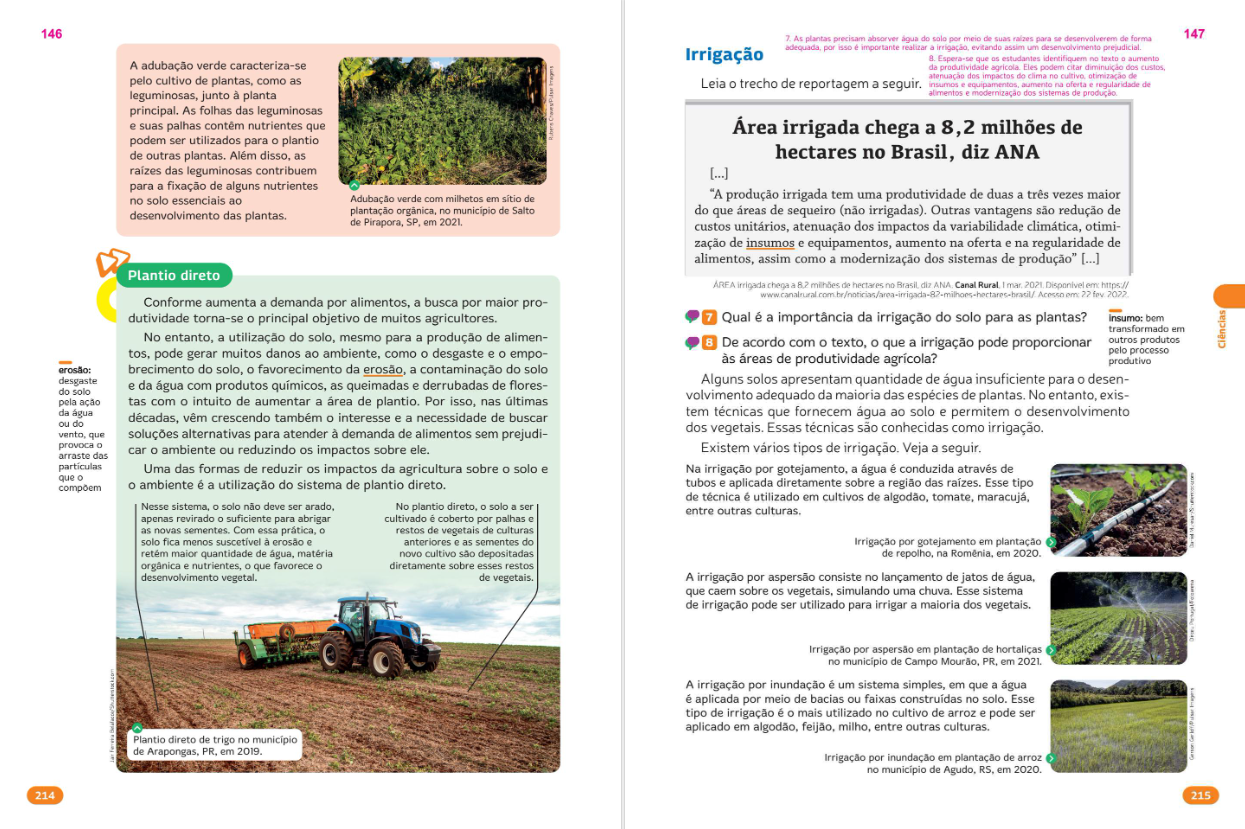 146
A adubação verde caracteriza-se
pelo cultivo de plantas, como as
leguminosas, junto à planta
principal. As folhas das leguminosas
e suas palhas contêm nutrientes que
podem ser utilizados para o plantio
de outras plantas. Além disso, as
raízes das leguminosas contribuem
para a fixação de alguns nutrientes
no solo essenciais ao
desenvolvimento das plantas.
Rubens Chaves/Pulsar Imagens
Adubação verde com milhetos em sítio de
plantação orgânica, no município de Salto
de Pirapora, SP, em 2021.
Plantio direto
Conforme aumenta a demanda por alimentos, a busca por maior pro-
dutividade torna-se o principal objetivo de muitos agricultores.
No entanto, a utilização do solo, mesmo para a produção de alimen-
tos, pode gerar muitos danos ao ambiente, como o desgaste e o empo-
brecimento do solo, o favorecimento da erosão, a contaminação do solo
e da água com produtos químicos, as queimadas e derrubadas de flores-
tas com o intuito de aumentar a área de plantio. Por isso, nas últimas
décadas, vêm crescendo também o interesse e a necessidade de buscar
soluções alternativas para atender à demanda de alimentos sem prejudi-
car o ambiente ou reduzindo os impactos sobre ele.
Uma das formas de reduzir os impactos da agricultura sobre o solo e
o ambiente é a utilização do sistema de plantio direto.
erosão:
desgaste
do solo
pela ação
da água
ou do
vento, que
provoca o
arraste das
partículas
que o
compõem
Nesse sistema, o solo não deve ser arado,
apenas revirado o suficiente para abrigar
as novas sementes. Com essa prática, o
solo fica menos suscetível à erosão e
retém maior quantidade de água, matéria
orgânica e nutrientes, o que favorece o
desenvolvimento vegetal.
No plantio direto, o solo a ser
cultivado é coberto por palhas e
restos de vegetais de culturas
anteriores e as sementes do
novo cultivo são depositadas
diretamente sobre esses restos
de vegetais.
Plantio direto de trigo no município
de Arapongas, PR, em 2019.
214
147
7. As plantas precisam absorver água do solo por meio de suas raízes para se desenvolverem de forma
adequada, por isso é importante realizar a irrigação, evitando assim um desenvolvimento prejudicial.
8. Espera-se que os estudantes identifiquem no texto o aumento
da produtividade agrícola. Eles podem citar diminuição dos custos,
atenuação dos impactos do clima no cultivo, otimização de
insumos e equipamentos, aumento na oferta e regularidade de
alimentos e modernização dos sistemas de produção.
Irrigação
Leia o trecho de reportagem a seguir.
Área irrigada chega a 8,2 milhões de
hectares no Brasil, diz ANA
[...]
“A produção irrigada tem uma produtividade de duas a três vezes maior
do que áreas de sequeiro (não irrigadas). Outras vantagens são redução de
custos unitários, atenuação dos impactos da variabilidade climática, otimi-
zação de insumos e equipamentos, aumento na oferta e na regularidade de
alimentos, assim como a modernização dos sistemas de produção” [...]
ÁREA irrigada chega a 8,2 milhões de hectares no Brasil, diz ANA. Canal Rural, 1 mar. 2021. Disponível em: https://
www.canalrural.com.br/noticias/area-irrigada-82-milhoes-hectares-brasil/. Acesso em: 22 fev. 2022.
7 Qual é a importância da irrigação do solo para as plantas?
8 De acordo com o texto, o que a irrigação pode proporcionar
às áreas de produtividade agrícola?
insumo: bem
transformado em
outros produtos
pelo processo
produtivo
Ciências
Alguns solos apresentam quantidade de água insuficiente para o desen-
volvimento adequado da maioria das espécies de plantas. No entanto, exis-
tem técnicas que fornecem água ao solo e permitem o desenvolvimento
dos vegetais. Essas técnicas são conhecidas como irrigação.
Existem vários tipos de irrigação. Veja a seguir.
Na irrigação por gotejamento, a água é conduzida através de
tubos e aplicada diretamente sobre a região das raízes. Esse tipo
de técnica é utilizado em cultivos de algodão, tomate, maracujá,
entre outras culturas.
Irrigação por gotejamento em plantação
de repolho, na Romênia, em 2020.
A irrigação por aspersão consiste no lançamento de jatos de água,
que caem sobre os vegetais, simulando uma chuva. Esse sistema
de irrigação pode ser utilizado para irrigar a maioria dos vegetais.
Irrigação por aspersão em plantação de hortaliças
no município de Campo Mourão, PR, em 2021.
A irrigação por inundação é um sistema simples, em que a água
é aplicada por meio de bacias ou faixas construídas no solo. Esse
tipo de irrigação é o mais utilizado no cultivo de arroz e pode ser
aplicado em algodão, feijão, milho, entre outras culturas.
Gerson Gerloff/Pulsar Imagens
Irrigação por inundação em plantação de arroz
no município de Agudo, RS, em 2020.
215